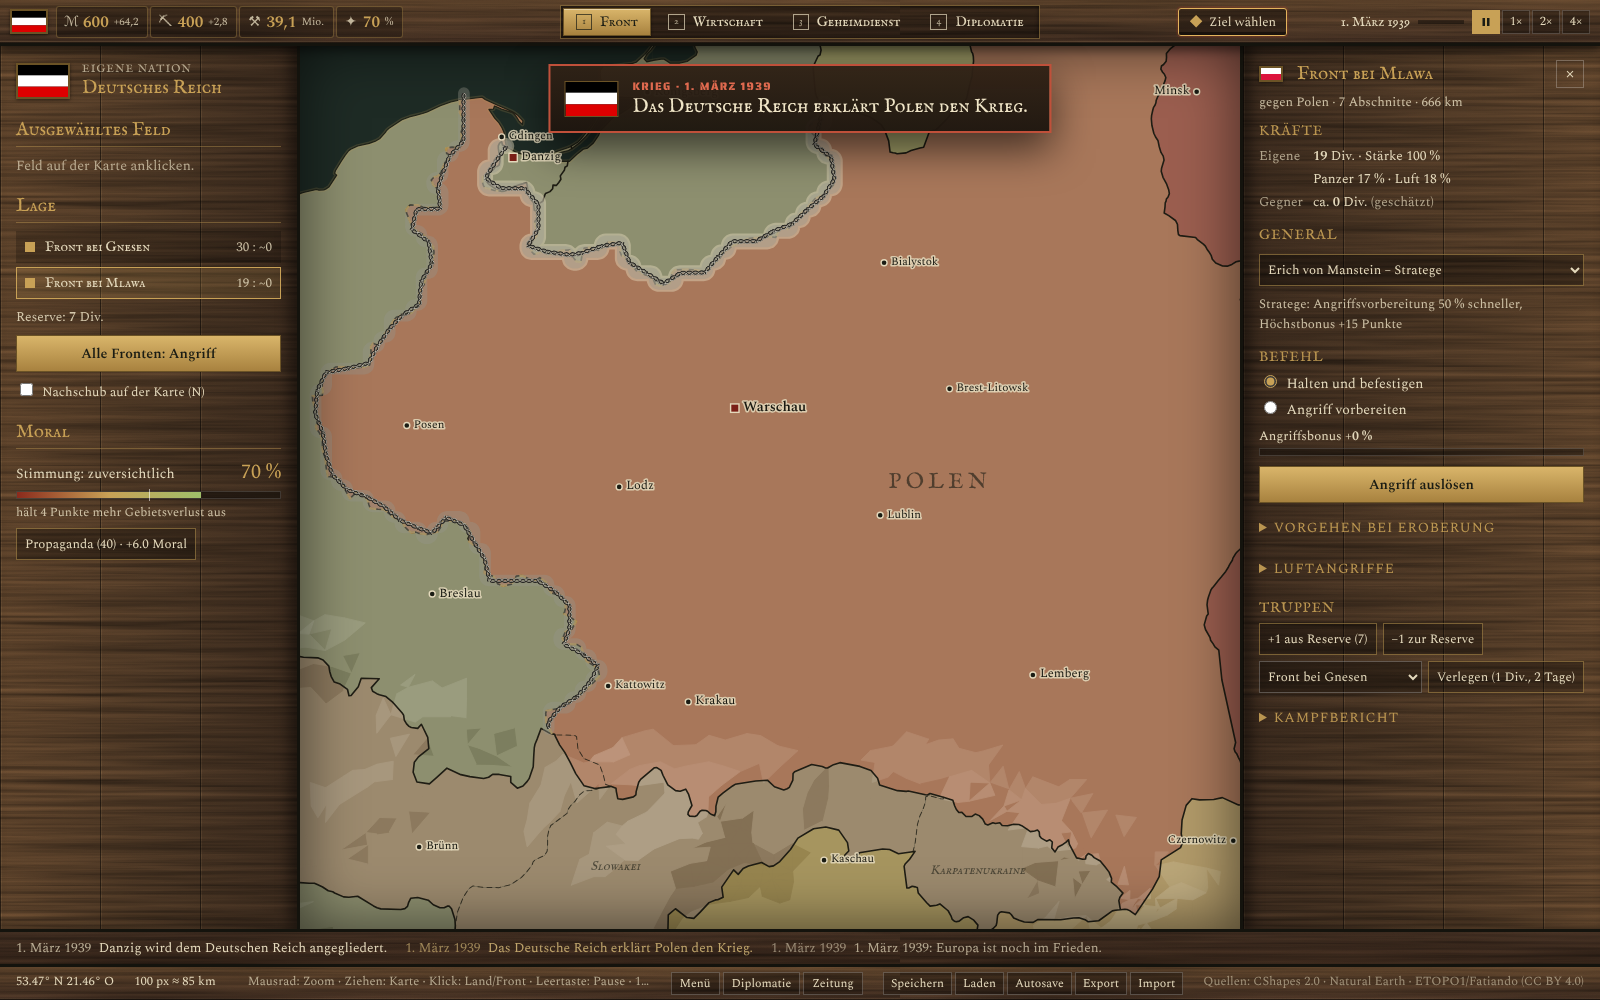 ℳ 600 +64,2
400 +2,8
39,1 Mio.
70 %
1 Front
2 Wirtschaft
3 Geheimdienst
4 Diplomatie
Ziel wählen
1. März 1939
1×
2×
4×
Eigene Nation
Deutsches Reich
Ausgewähltes Feld
Feld auf der Karte anklicken.
Lage
Front bei Gnesen 30 : ~0
Front bei Mlawa 19 : ~0
Reserve: 7 Div.
Alle Fronten: Angriff
Nachschub auf der Karte (N)
Moral
Stimmung: zuversichtlich 70 %
hält 4 Punkte mehr Gebietsverlust aus
Propaganda (40) · +6.0 Moral
KRIEG · 1. MÄRZ 1939
Das Deutsche Reich erklärt Polen den Krieg.
Minsk
Gdingen
Danzig
Bialystok
Brest-Litowsk
Warschau
Posen
Lodz
POLEN
Lublin
Breslau
Kattowitz
Krakau
Lemberg
Brünn
Slowakei
Kaschau
Karpatenukraine
Czernowitz
Front bei Mlawa
×
gegen Polen · 7 Abschnitte · 666 km
KRÄFTE
Eigene 19 Div. · Stärke 100 %
Panzer 17 % · Luft 18 %
Gegner ca. 0 Div. (geschätzt)
GENERAL
Erich von Manstein – Stratege
Stratege: Angriffsvorbereitung 50 % schneller,
Höchstbonus +15 Punkte
BEFEHL
Halten und befestigen
Angriff vorbereiten
Angriffsbonus +0 %
Angriff auslösen
VORGEHEN BEI EROBERUNG
LUFTANGRIFFE
TRUPPEN
+1 aus Reserve (7)
−1 zur Reserve
Front bei Gnesen
Verlegen (1 Div., 2 Tage)
KAMPFBERICHT
1. März 1939 Danzig wird dem Deutschen Reich angegliedert. 1. März 1939 Das Deutsche Reich erklärt Polen den Krieg. 1. März 1939 1. März 1939: Europa ist noch im Frieden.
53.47° N 21.46° O
100 px ≈ 85 km
Mausrad: Zoom · Ziehen: Karte · Klick: Land/Front · Leertaste: Pause · 1…
Menü
Diplomatie
Zeitung
Speichern
Laden
Autosave
Export
Import
Quellen: CShapes 2.0 · Natural Earth · ETOPO1/Fatiando (CC BY 4.0)